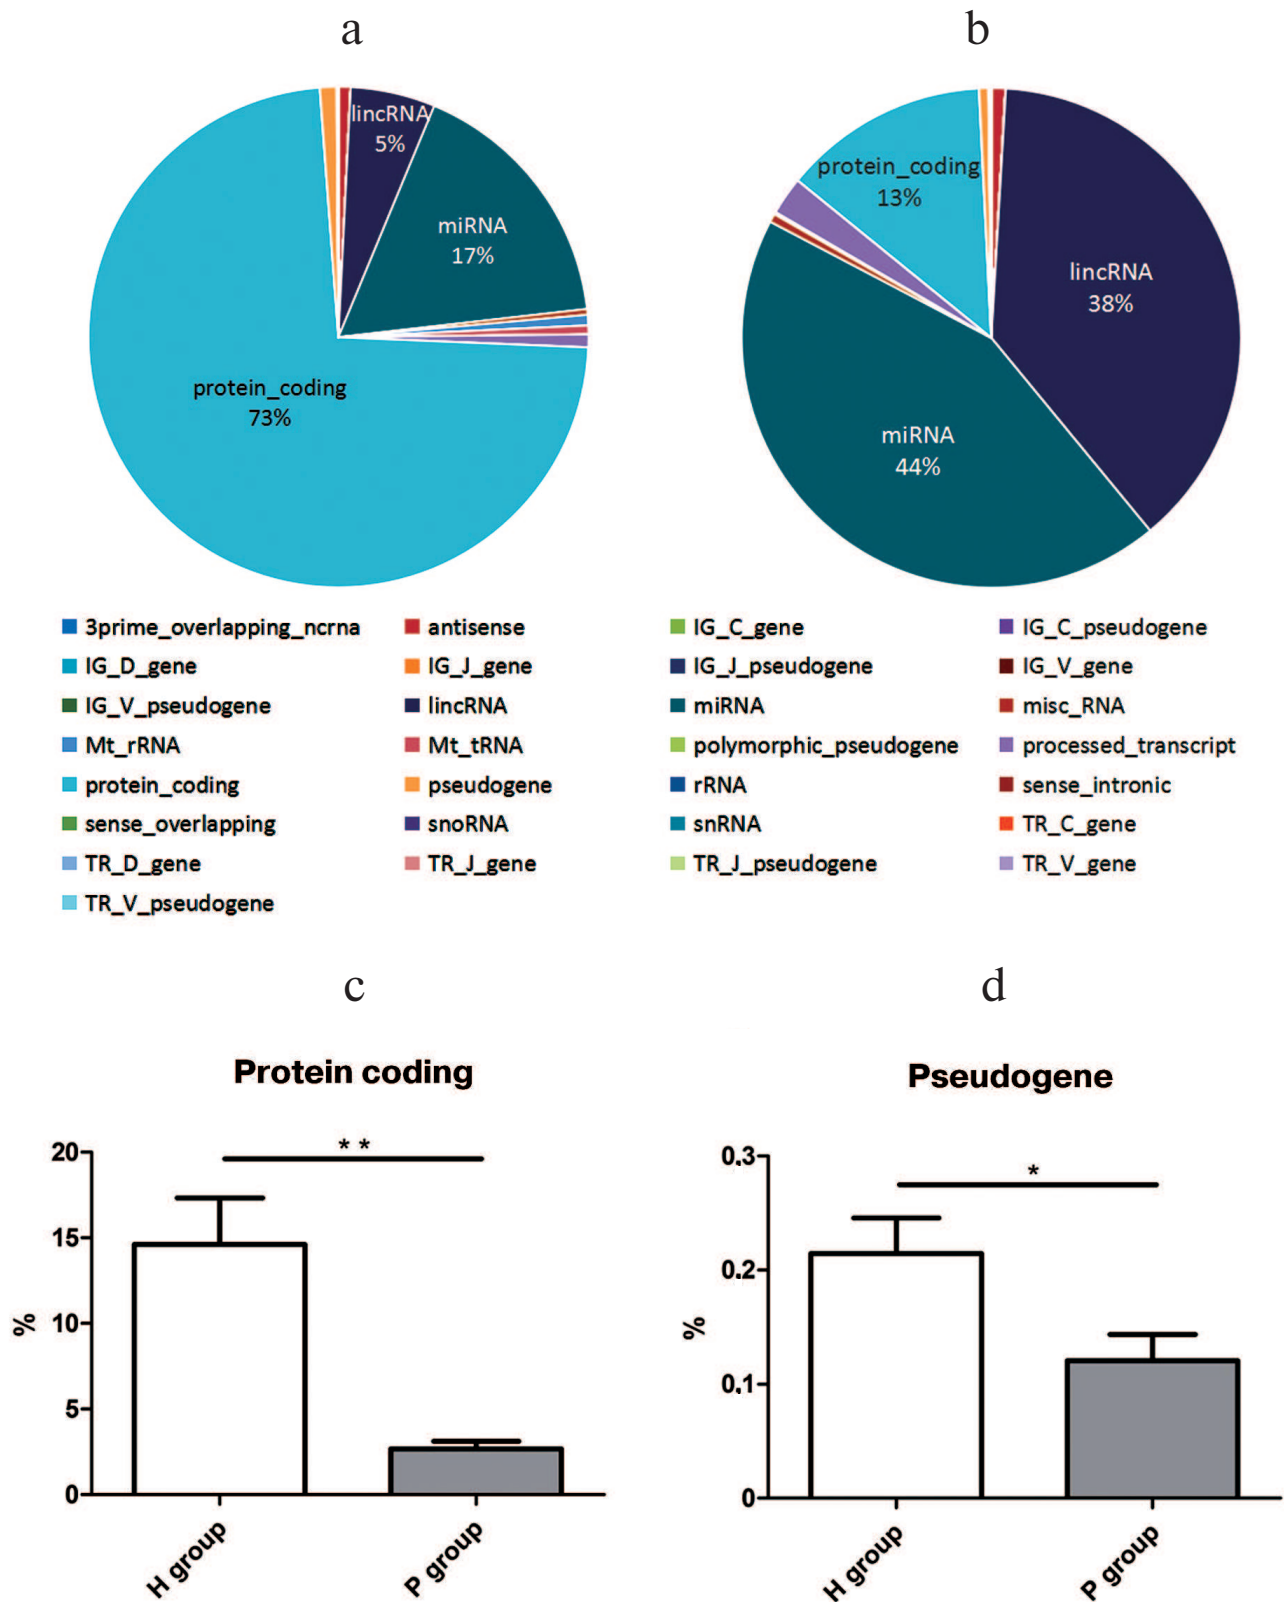 a
b
lincRNA
5%
miRNA
17%
protein_coding
73%
protein_coding
13%
lincRNA
38%
miRNA
44%
3prime_overlapping_ncrna antisense IG_C_gene IG_C_pseudogene
IG_D_gene IG_J_gene IG_J_pseudogene IG_V_gene
IG_V_pseudogene lincRNA miRNA misc_RNA
Mt_rRNA Mt_tRNA polymorphic_pseudogene processed_transcript
protein_coding pseudogene rRNA sense_intronic
sense_overlapping snoRNA snRNA TR_C_gene
TR_D_gene TR_J_gene TR_J_pseudogene TR_V_gene
TR_V_pseudogene
c
Protein coding
20
15
10
5
0
%
**
H group
P group
d
Pseudogene
0.3
0.2
0.1
0
%
*
H group
P group